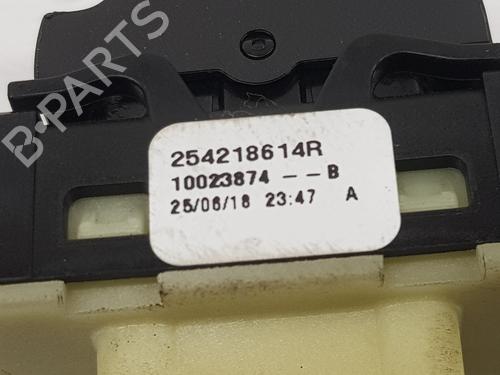 B-PARTS
254218614R
10023874 -- B
25/06/18 23:47 A